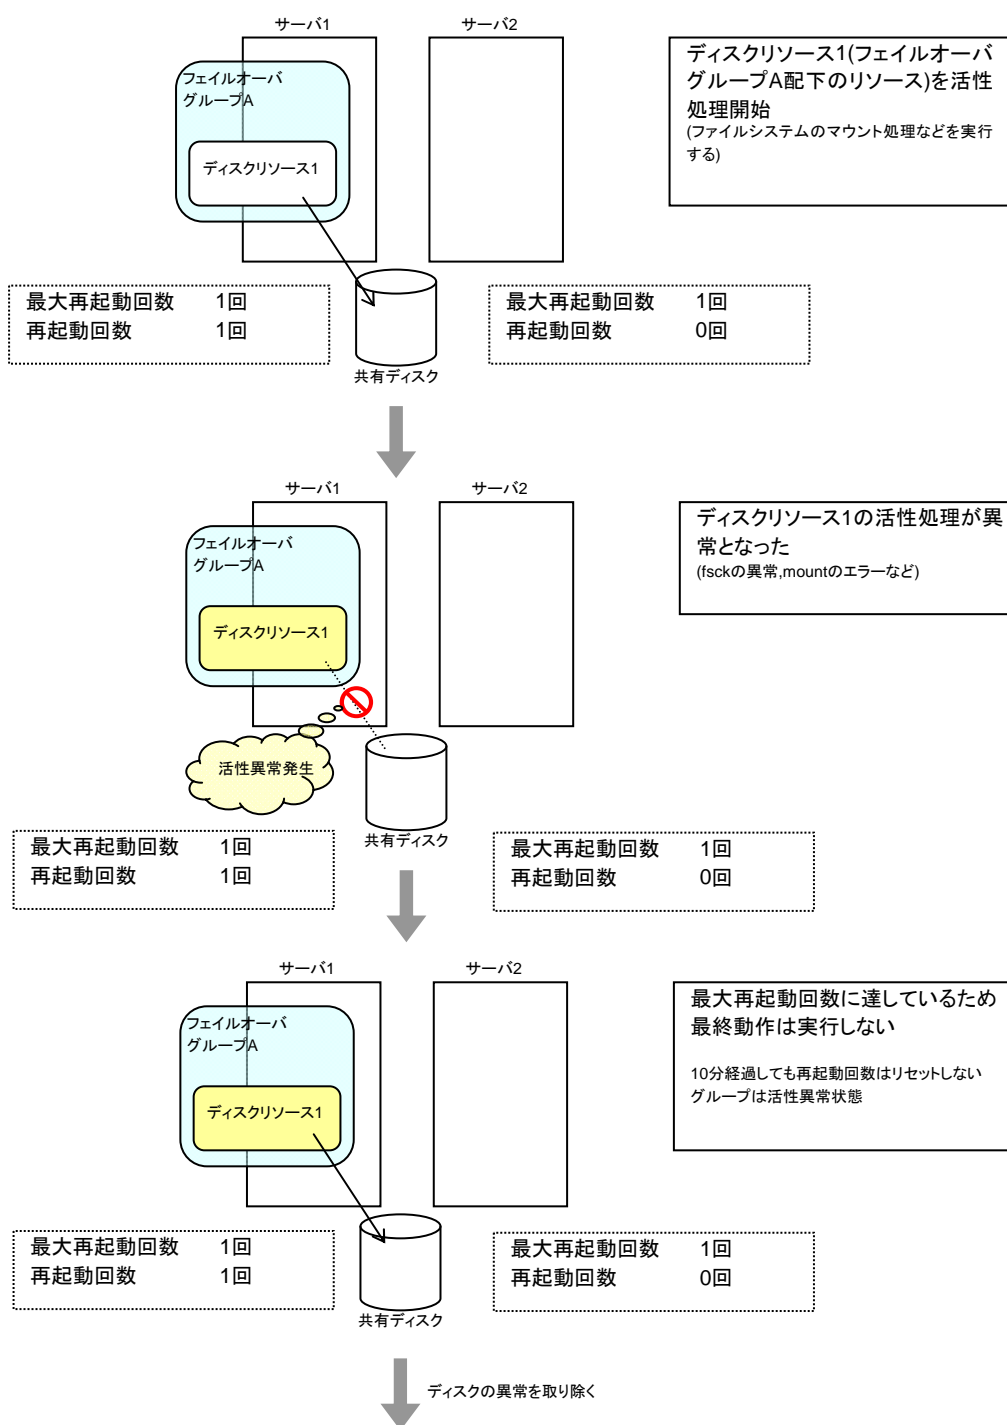 サーバ1
サーバ2
フェイルオーバ
グループA
ディスクリソース1
ディスクリソース1(フェイルオーバ
グループA配下のリソース)を活性
処理開始
(ファイルシステムのマウント処理などを実行
する)
最大再起動回数 1回
再起動回数 1回
共有ディスク
最大再起動回数 1回
再起動回数 0回
サーバ1
サーバ2
フェイルオーバ
グループA
ディスクリソース1
活性異常発生
ディスクリソース1の活性処理が異
常となった
(fsckの異常,mountのエラーなど)
最大再起動回数 1回
再起動回数 1回
共有ディスク
最大再起動回数 1回
再起動回数 0回
サーバ1
サーバ2
フェイルオーバ
グループA
ディスクリソース1
最大再起動回数に達しているため
最終動作は実行しない
10分経過しても再起動回数はリセットしない
グループは活性異常状態
最大再起動回数 1回
再起動回数 1回
共有ディスク
最大再起動回数 1回
再起動回数 0回
ディスクの異常を取り除く